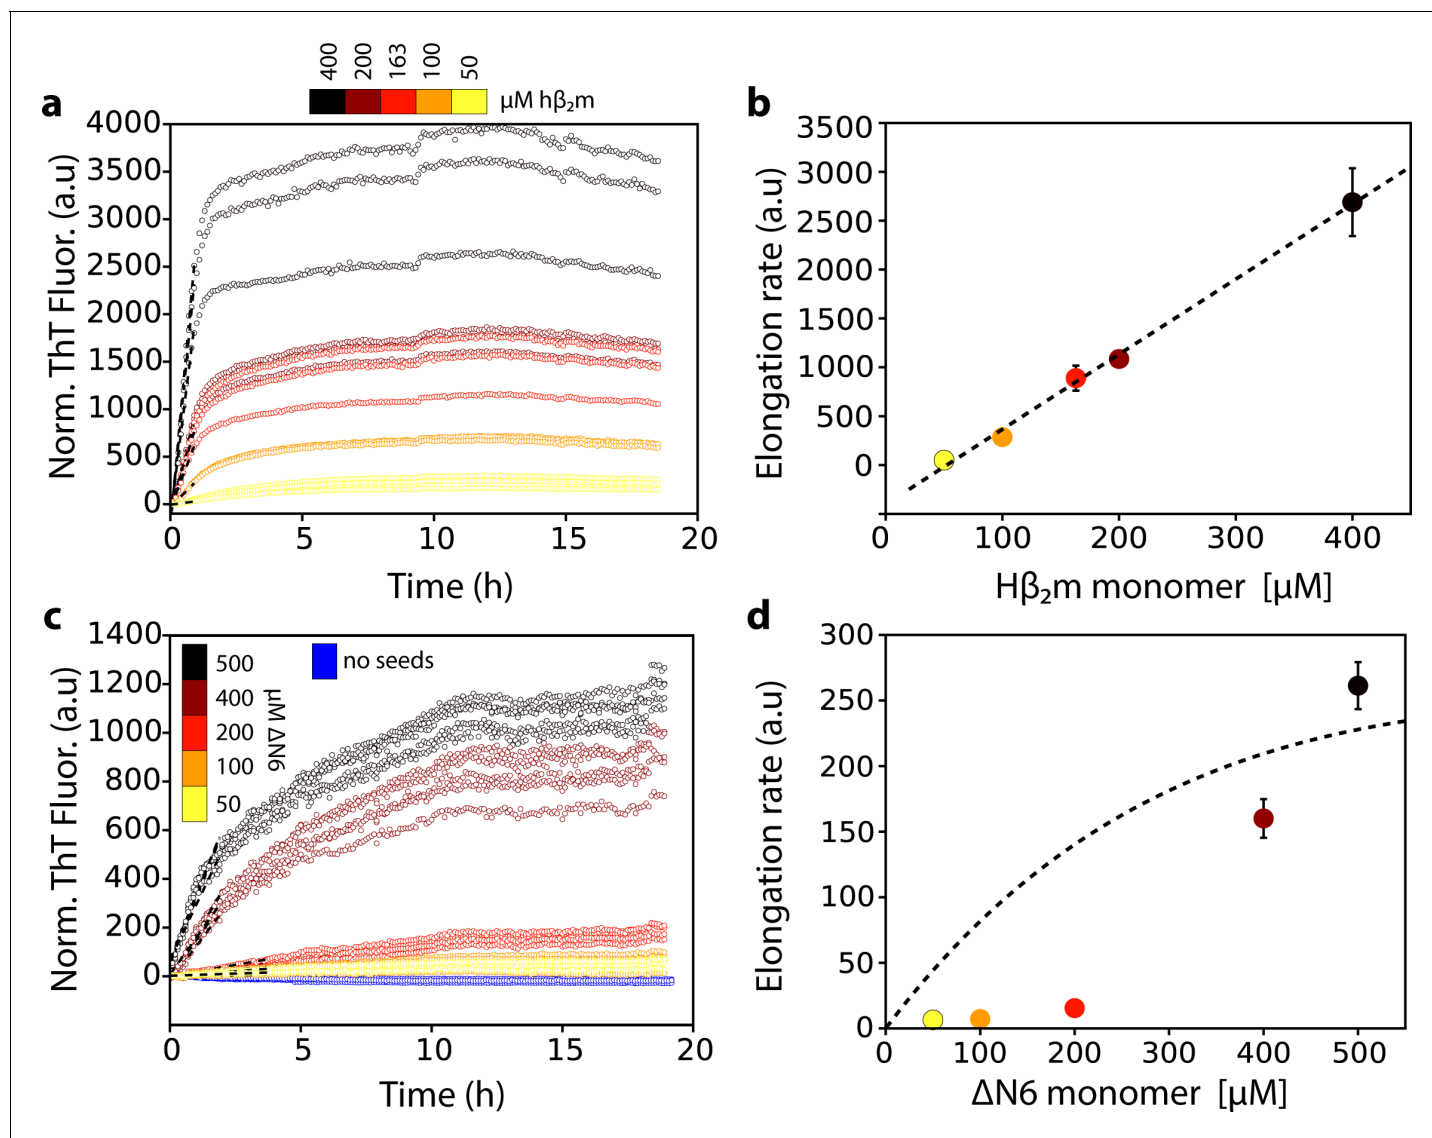 400 200 163 100 50
μM hβ₂m
a
Norm. ThT Fluor. (a.u)
4000
3500
3000
2500
2000
1500
1000
500
0
0 5 10 15 20
Time (h)
b
Elongation rate (a.u)
3500
3000
2500
2000
1500
1000
500
0
0 100 200 300 400
Hβ₂m monomer [μM]
c
Norm. ThT Fluor. (a.u)
1400
1200
1000
800
600
400
200
0
500
400
200
100
50
μM ΔN6
no seeds
0 5 10 15 20
Time (h)
d
Elongation rate (a.u)
300
250
200
150
100
50
0
0 100 200 300 400 500
ΔN6 monomer [μM]